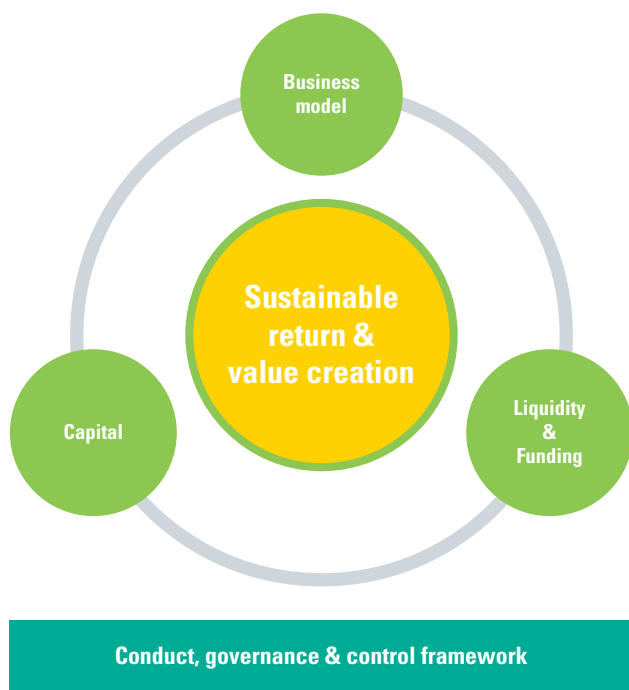 Business
model
Sustainable
return &
value creation
Capital
Liquidity
&
Funding
Conduct, governance & control framework